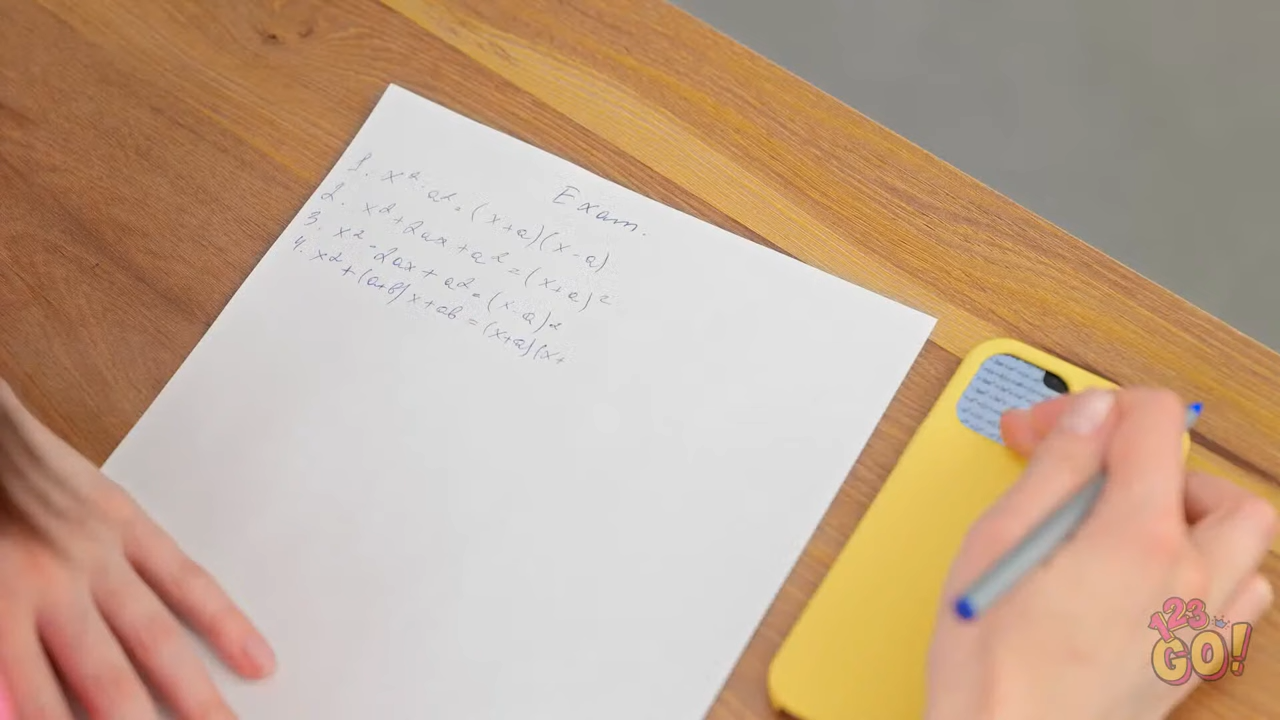 Exam.
1. x²-a²=(x+a)(x-a)
2. x²+2ax+a²=(x+a)²
3. x²-2ax+a²=(x-a)²
4. x²
+(a+b)x+ab=(x+a)(x+
123
GO!